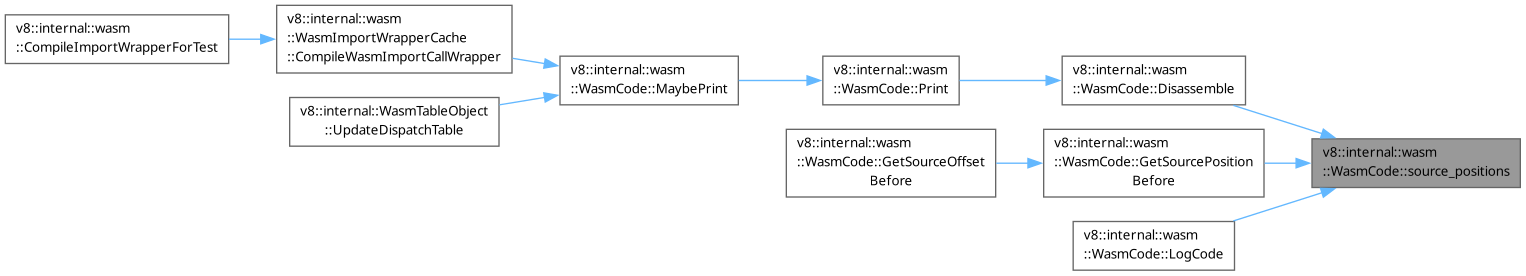 v8::internal::wasm
::CompileImportWrapperForTest
v8::internal::wasm
::WasmImportWrapperCache
::CompileWasmImportCallWrapper
v8::internal::WasmTableObject
::UpdateDispatchTable
v8::internal::wasm
::WasmCode::MaybePrint
v8::internal::wasm
::WasmCode::Print
v8::internal::wasm
::WasmCode::Disassemble
v8::internal::wasm
::WasmCode::GetSourceOffset
Before
v8::internal::wasm
::WasmCode::GetSourcePosition
Before
v8::internal::wasm
::WasmCode::source_positions
v8::internal::wasm
::WasmCode::LogCode